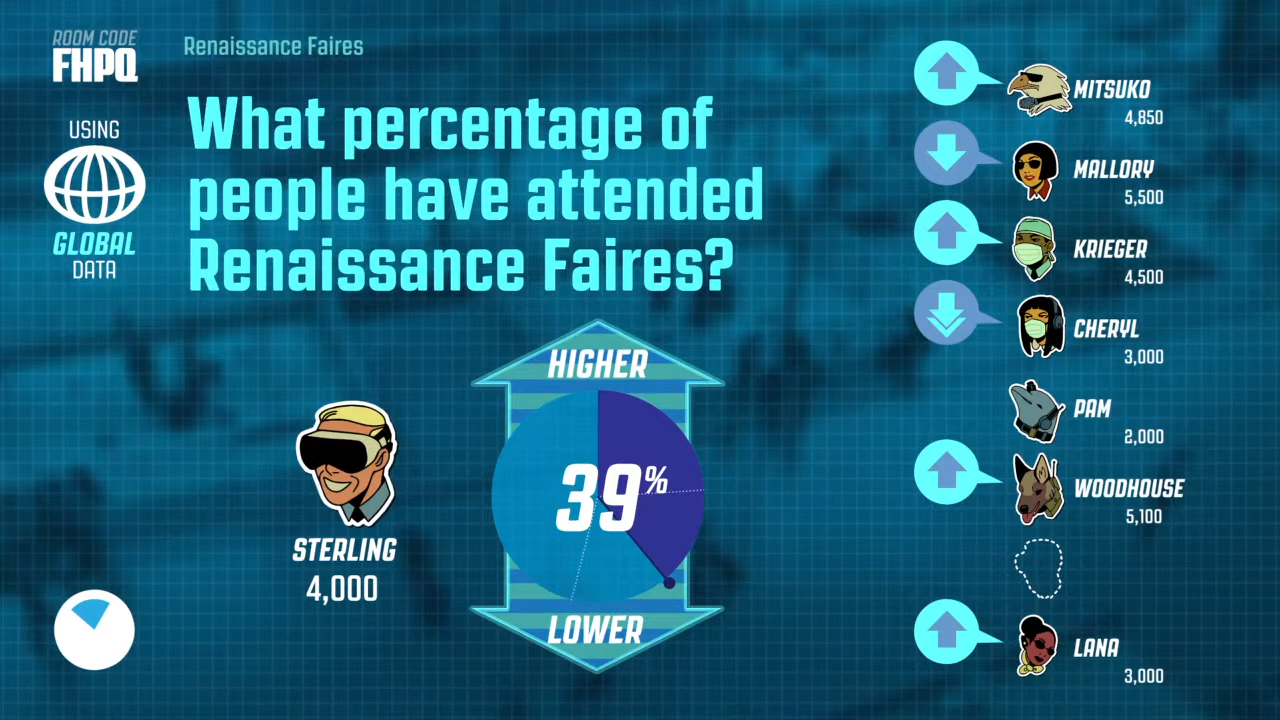 ROOM CODE
FHPQ
USING
GLOBAL
DATA
Renaissance Faires
What percentage of
people have attended
Renaissance Faires?
HIGHER
39%
LOWER
STERLING
4,000
MITSUKO
4,850
MALLORY
5,500
KRIEGER
4,500
CHERYL
3,000
PAM
2,000
WOODHOUSE
5,100
LANA
3,000